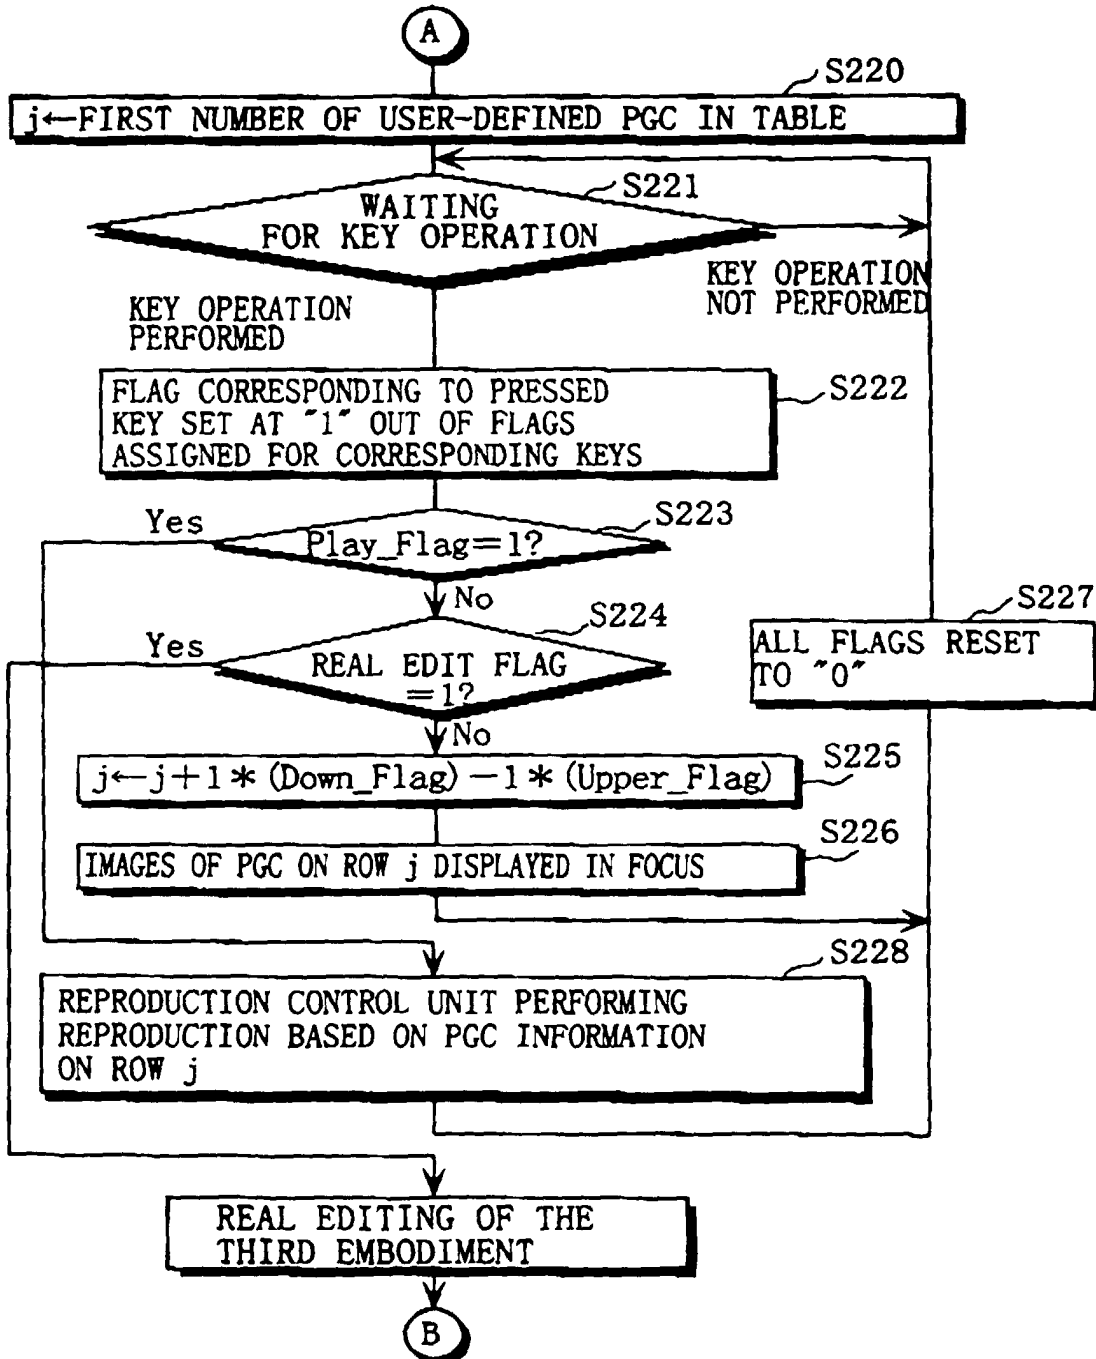 A
S220
j←FIRST NUMBER OF USER-DEFINED PGC IN TABLE
S221
WAITING
FOR KEY OPERATION
KEY OPERATION
NOT PERFORMED
KEY OPERATION
PERFORMED
S222
FLAG CORRESPONDING TO PRESSED
KEY SET AT "1" OUT OF FLAGS
ASSIGNED FOR CORRESPONDING KEYS
S223
Yes
Play_Flag=1?
No
S224
S227
Yes
REAL EDIT FLAG
=1?
ALL FLAGS RESET
TO "0"
No
S225
j←j+1*(Down_Flag)-1*(Upper_Flag)
S226
IMAGES OF PGC ON ROW j DISPLAYED IN FOCUS
S228
REPRODUCTION CONTROL UNIT PERFORMING
REPRODUCTION BASED ON PGC INFORMATION
ON ROW j
REAL EDITING OF THE
THIRD EMBODIMENT
B